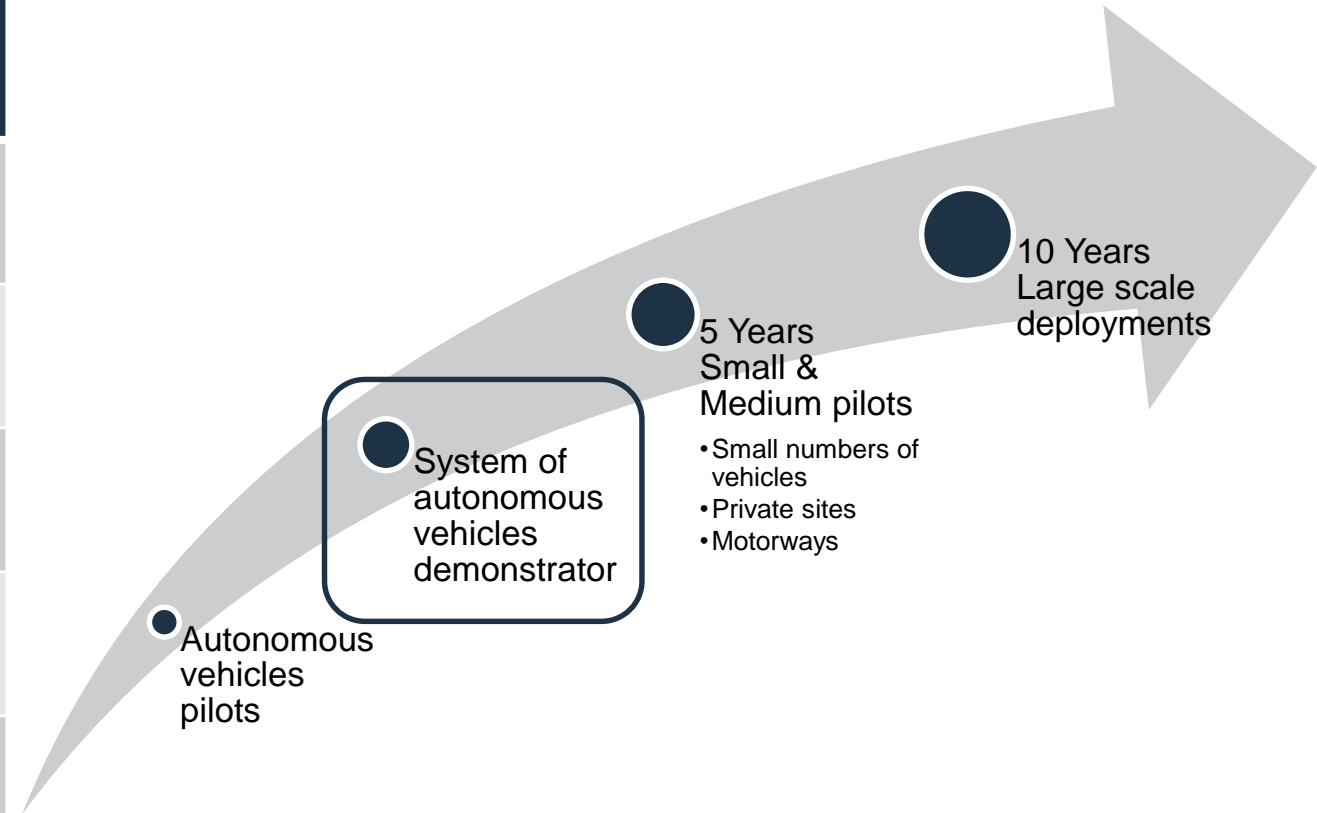 10 Years
Large scale
deployments
5 Years
Small &
Medium pilots
•Small numbers of
vehicles
•Private sites
•Motorways
System of
autonomous
vehicles
demonstrator
Autonomous
vehicles
pilots